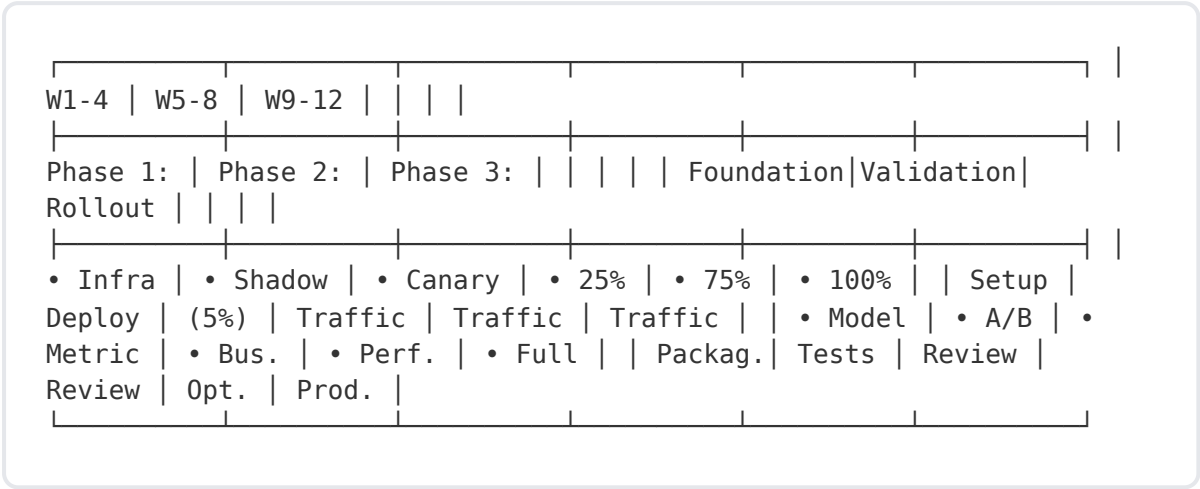 ┌──────────┬──────────┬──────────┬──────────┬──────────┬──────────┐ │
W1-4 │ W5-8 │ W9-12 │ │ │ │
├──────────┼──────────┼──────────┼──────────┼──────────┼──────────┤ │
Phase 1: │ Phase 2: │ Phase 3: │ │ │ │ │ Foundation│Validation│
Rollout │ │ │ │
├──────────┼──────────┼──────────┼──────────┼──────────┼──────────┤ │
• Infra │ • Shadow │ • Canary │ • 25% │ • 75% │ • 100% │ │ Setup │
Deploy │ (5%) │ Traffic │ Traffic │ Traffic │ │ • Model │ • A/B │ •
Metric │ • Bus. │ • Perf. │ • Full │ │ Packag.│ Tests │ Review │
Review │ Opt. │ Prod. │
└──────────┴──────────┴──────────┴──────────┴──────────┴──────────┘